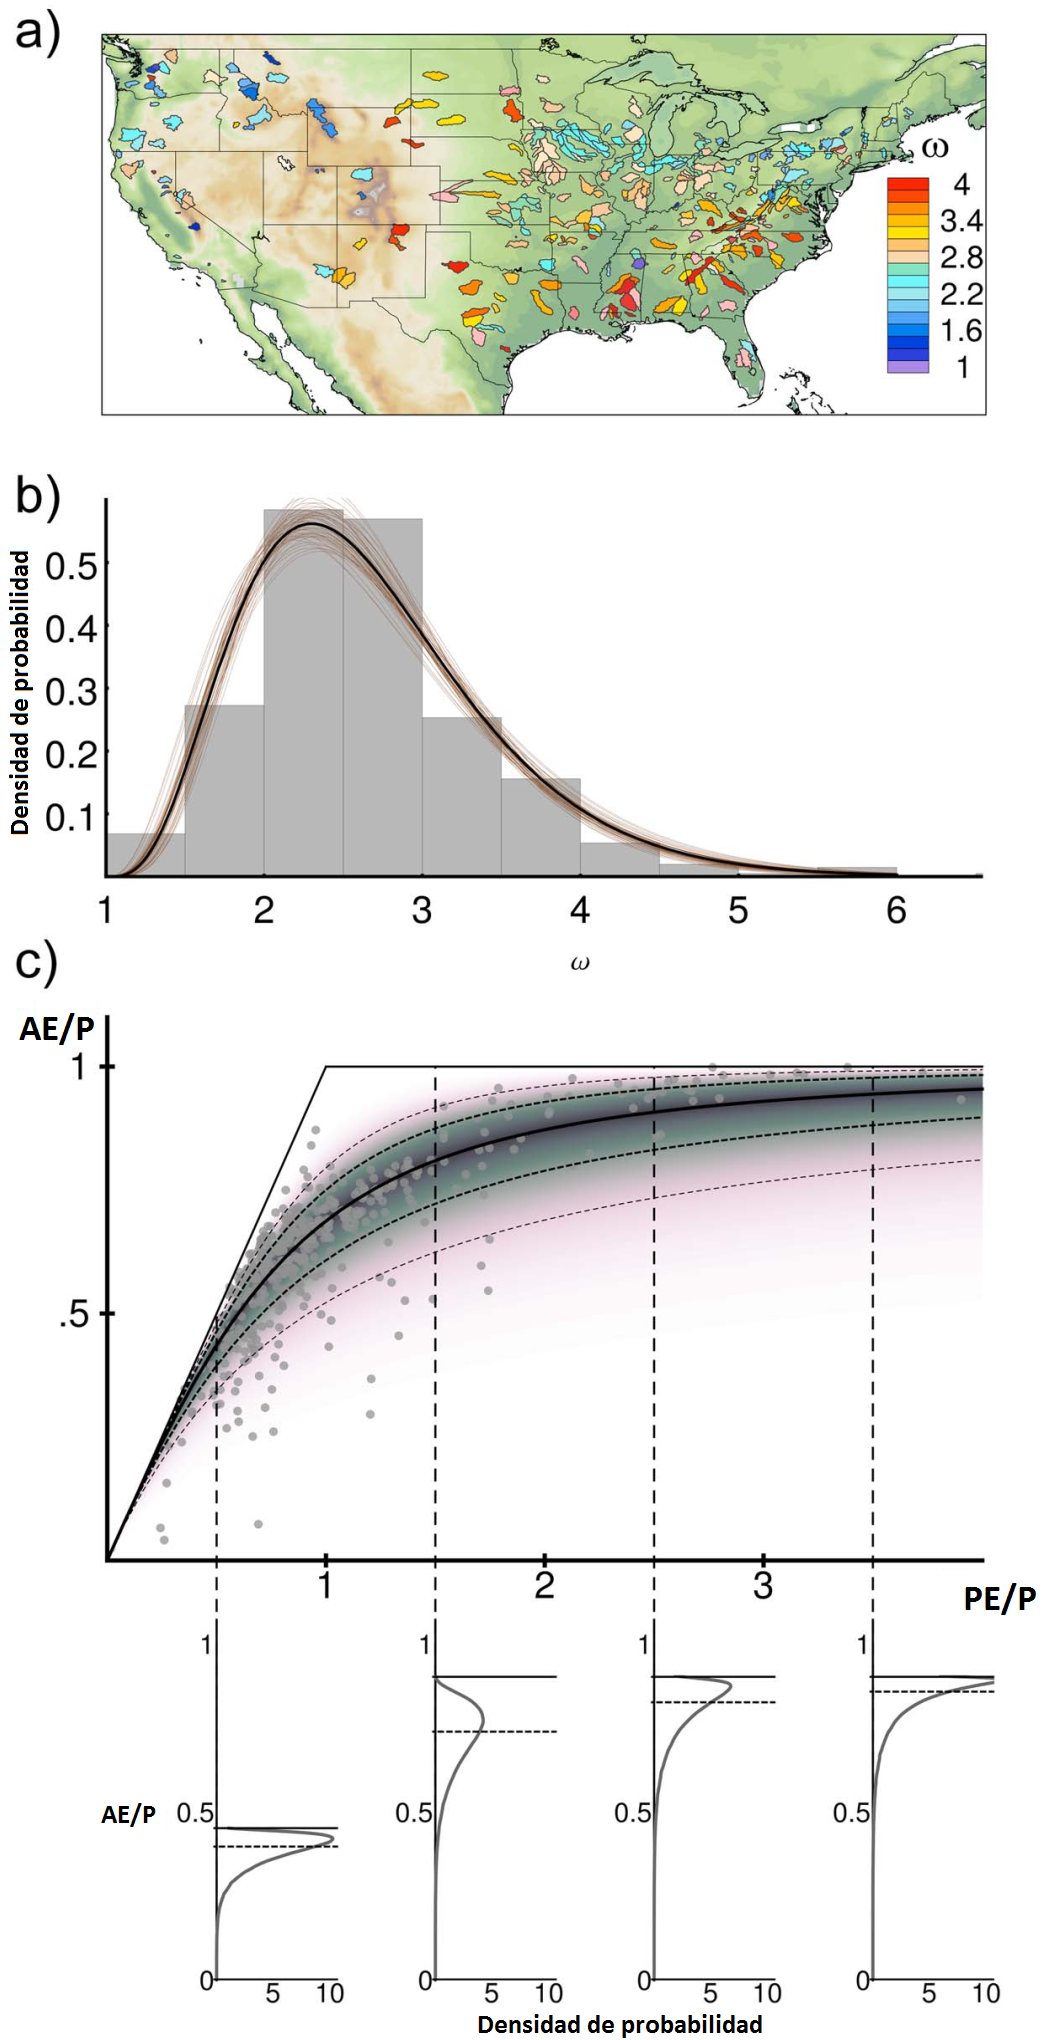 a)
ω
4
3.4
2.8
2.2
1.6
1
b)
Densidad de probabilidad
0.5
0.4
0.3
0.2
0.1
1 2 3 4 5 6
ω
c)
AE/P
1
.5
1 2 3
PE/P
1 1 1 1
AE/P 0.5 0.5 0.5 0.5
0 0 0 0
5 10 5 10 5 10 5 10
Densidad de probabilidad